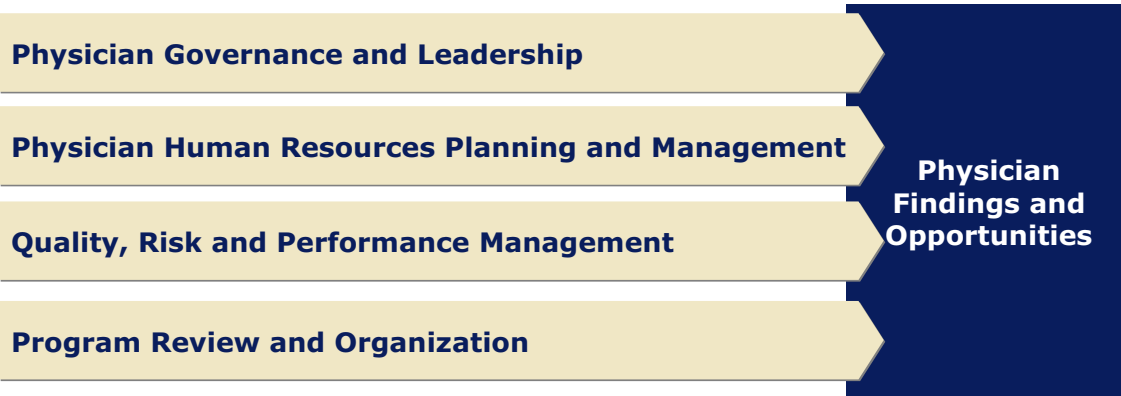 Physician Governance and Leadership
Physician Human Resources Planning and Management
Quality, Risk and Performance Management
Program Review and Organization
Physician
Findings and
Opportunities